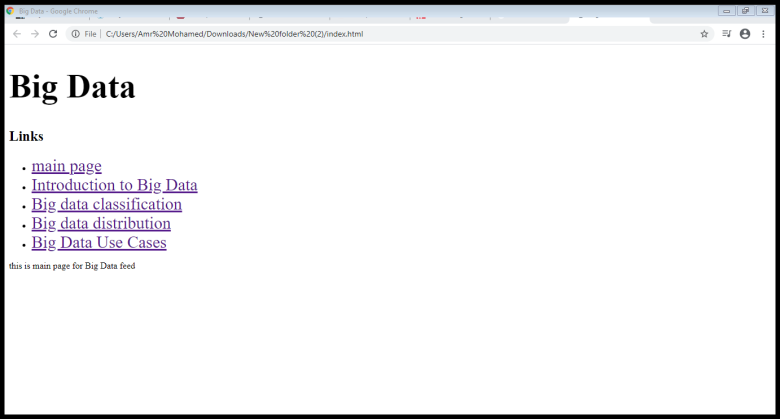 Big Data - Google Chrome
File | C:/Users/Amr%20Mohamed/Downloads/New%20folder%20(2)/index.html
Big Data
Links
• main page
• Introduction to Big Data
• Big data classification
• Big data distribution
• Big Data Use Cases
this is main page for Big Data feed